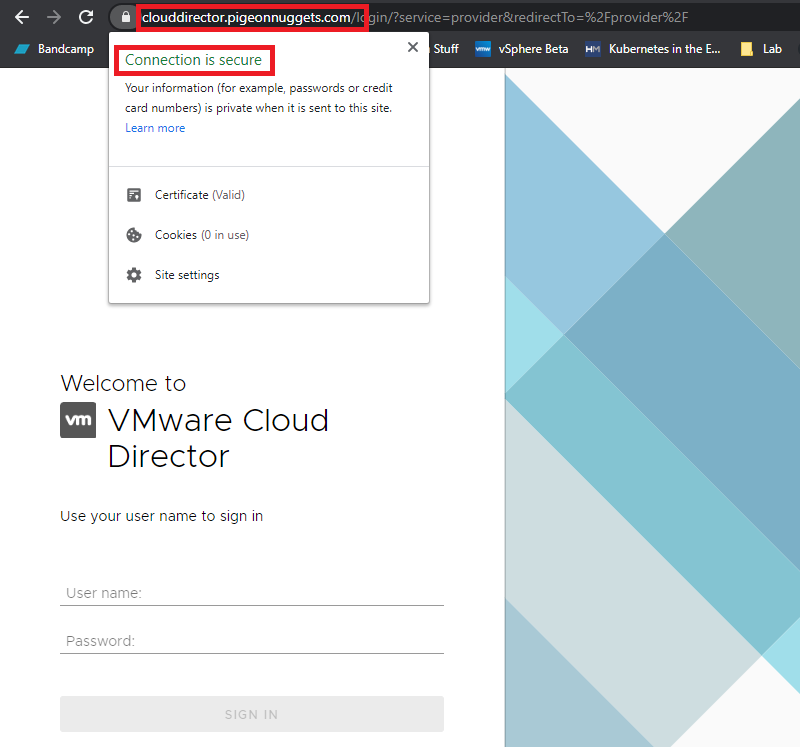 clouddirector.pigeonnuggets.com/login/?service=provider&redirectTo=%2Fprovider%2F
Bandcamp
Stuff
vmw
vSphere Beta
HM
Kubernetes in the E...
Lab
Connection is secure
Your information (for example, passwords or credit
card numbers) is private when it is sent to this site.
Learn more
Certificate (Valid)
Cookies (0 in use)
Site settings
Welcome to
vm
VMware Cloud
Director
Use your user name to sign in
User name:
Password:
SIGN IN